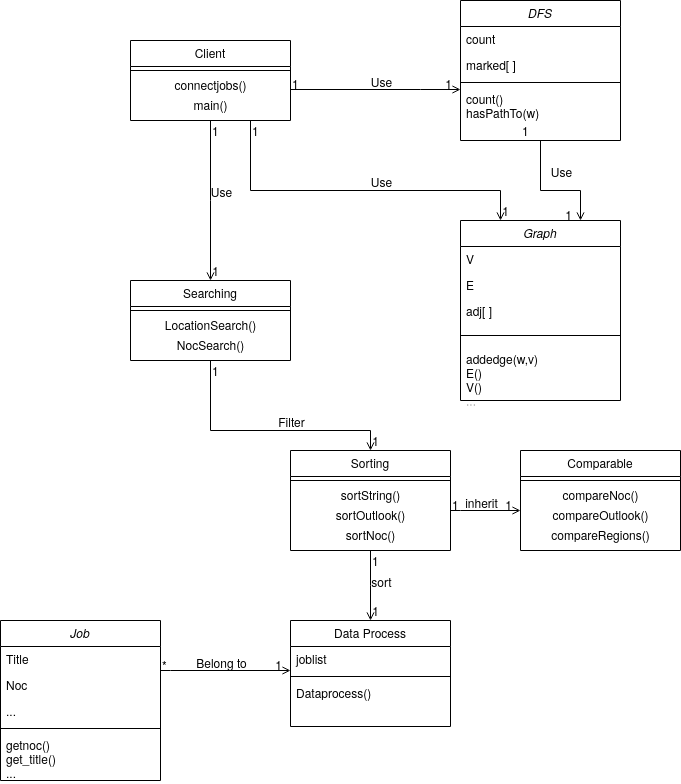 DFS
count
marked[ ]
count()
hasPathTo(w)
1
Client
connectjobs()
main()
1
Use
1
1
1
Use
Use
Use
1
1
1
Graph
V
E
adj[ ]
addedge(w,v)
E()
V()
...
Searching
LocationSearch()
NocSearch()
1
Filter
1
Sorting
sortString()
sortOutlook()
sortNoc()
1
inherit
1
Comparable
compareNoc()
compareOutlook()
compareRegions()
1
sort
1
Job
Title
Noc
...
getnoc()
get_title()
...
*
Belong to
1
Data Process
joblist
Dataprocess()